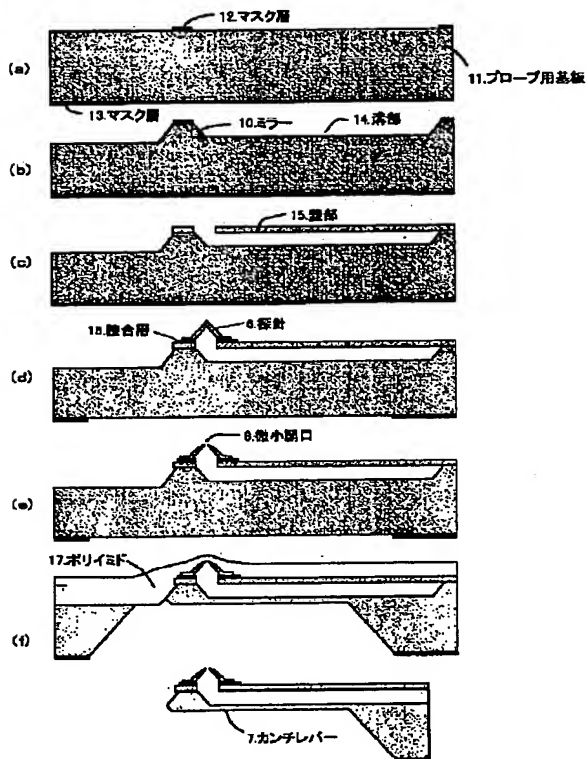 12.マスク層
(a)
11.プローブ用基板
13.マスク層
10.ミラー
14.溝部
(b)
15.蓋部
(c)
16.接合層
6.探針
(d)
8.微小開口
(e)
17.ポリイミド
(f)
7.カンチレバー